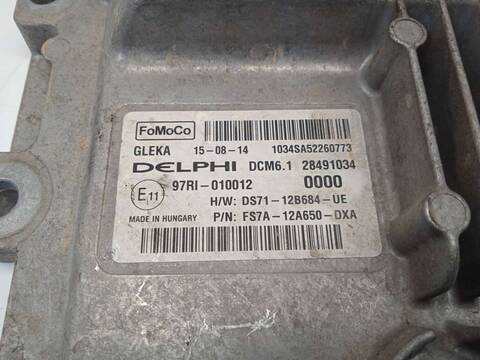 FoMoCo
GLEKA 15-08-14 1034SA52260773
DELPHI DCM6.1 28491034
E11 97RI-010012 0000
H/W: DS71-12B684-UE
MADE IN HUNGARY P/N: FS7A-12A650-DXA